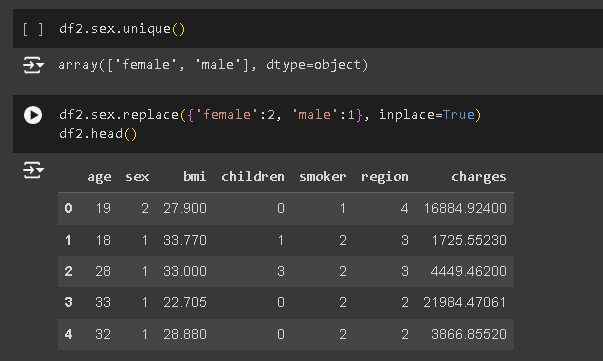 [ ] df2.sex.unique()
array(['female', 'male'], dtype=object)
df2.sex.replace({'female':2, 'male':1}, inplace=True)
df2.head()
age sex bmi children smoker region charges
0 19 2 27.900 0 1 4 16884.92400
1 18 1 33.770 1 2 3 1725.55230
2 28 1 33.000 3 2 3 4449.46200
3 33 1 22.705 0 2 2 21984.47061
4 32 1 28.880 0 2 2 3866.85520